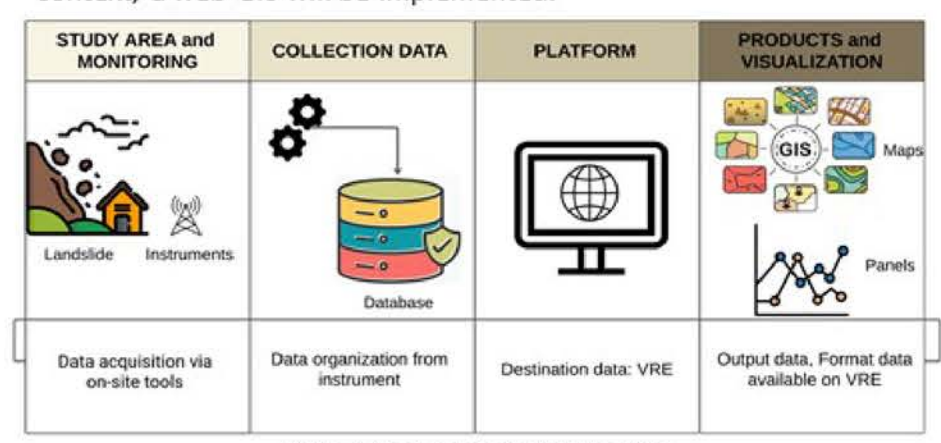 STUDY AREA and
MONITORING
COLLECTION DATA
PLATFORM
PRODUCTS and
VISUALIZATION
Landslide
Instruments
Database
GIS
Maps
Panels
Data acquisition via
on-site tools
Data organization from
instrument
Destination data: VRE
Output data, Format data
available on VRE